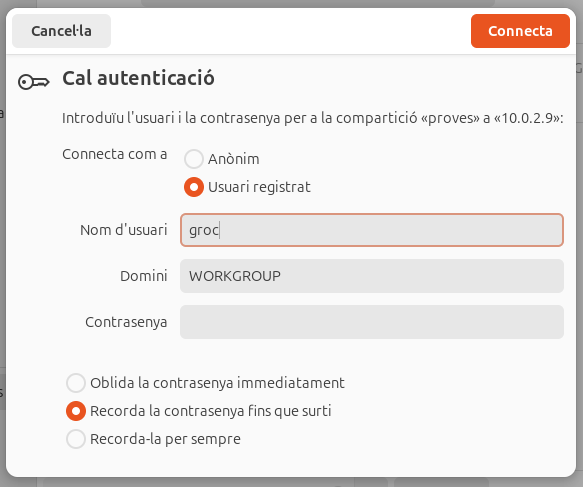 Cancel·la
Connecta
Cal autenticació
Introduïu l'usuari i la contrasenya per a la compartició «proves» a «10.0.2.9»:
Connecta com a
Anònim
Usuari registrat
Nom d'usuari
groc
Domini
WORKGROUP
Contrasenya
Oblida la contrasenya immediatament
Recorda la contrasenya fins que surti
Recorda-la per sempre